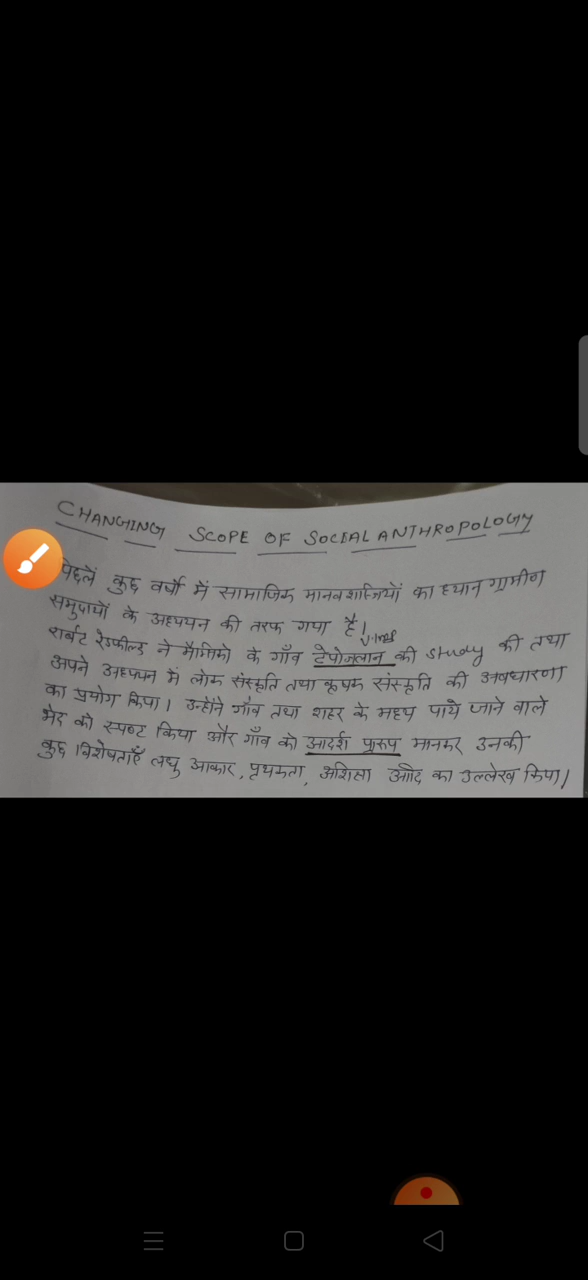 CHANGING SCOPE OF SOCIAL ANTHROPOLOGY
पिछलें कुछ वर्षो में सामाजिक मानवशास्त्रियों का ध्यान ग्रामीण
समुदायों के अध्ययन की तरफ गया है।
रार्बट रेडफील्ड ने मैक्सिको के गाँव टेपोजलान की study की तथा
अपने अध्ययन में लोक संस्कृति तथा कृषक संस्कृति की अवधारणा
का प्रयोग किया। उन्होंने गाँव तथा शहर के मध्य पाये जाने वाले
भेद को स्पष्ट किया और गाँव को आदर्श प्रारूप मानकर उनकी
कुछ विशेषताएँ लघु आकार, पृथकता, अशिक्षा आदि का उल्लेख किया।